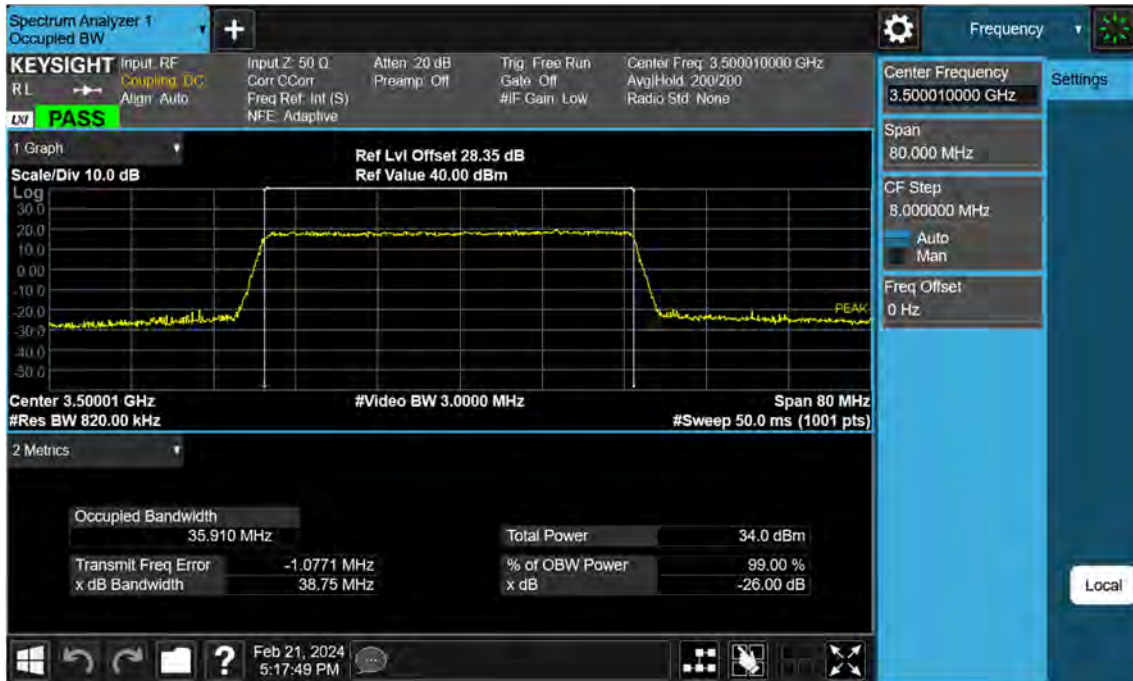 Spectrum Analyzer 1
Occupied BW
+
Frequency
KEYSIGHT
RL
LXI PASS
Input: RF
Coupling: DC
Align: Auto
Input Z: 50 Ω
Corr CCorr
Freq Ref: Int (S)
NFE: Adaptive
Atten: 20 dB
Preamp: Off
Trig: Free Run
Gate: Off
#IF Gain: Low
Center Freq: 3.500010000 GHz
Avg|Hold: 200/200
Radio Std: None
Center Frequency
3.500010000 GHz
Settings
Span
80.000 MHz
CF Step
8.000000 MHz
Auto
Man
Freq Offset
0 Hz
Local
1 Graph
Scale/Div 10.0 dB
Ref Lvl Offset 28.35 dB
Ref Value 40.00 dBm
Log
30.0
20.0
10.0
0.00
-10.0
-20.0
-30.0
-40.0
-50.0
PEAK
Center 3.50001 GHz
#Video BW 3.0000 MHz
Span 80 MHz
#Res BW 820.00 kHz
#Sweep 50.0 ms (1001 pts)
2 Metrics
Occupied Bandwidth
35.910 MHz
Total Power 34.0 dBm
Transmit Freq Error -1.0771 MHz
% of OBW Power 99.00 %
x dB Bandwidth 38.75 MHz
x dB -26.00 dB
?
Feb 21, 2024
5:17:49 PM